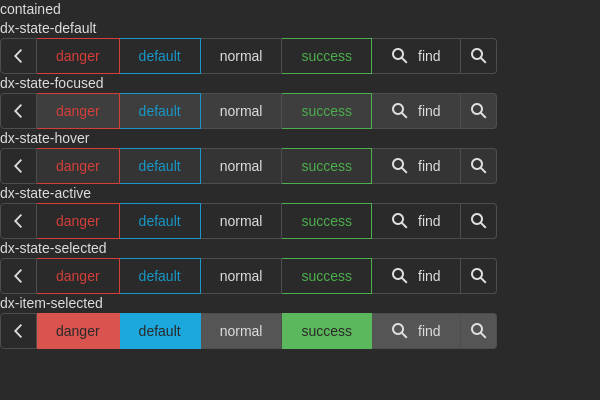 contained
dx-state-default
danger default normal success find
dx-state-focused
danger default normal success find
dx-state-hover
danger default normal success find
dx-state-active
danger default normal success find
dx-state-selected
danger default normal success find
dx-item-selected
danger default normal success find